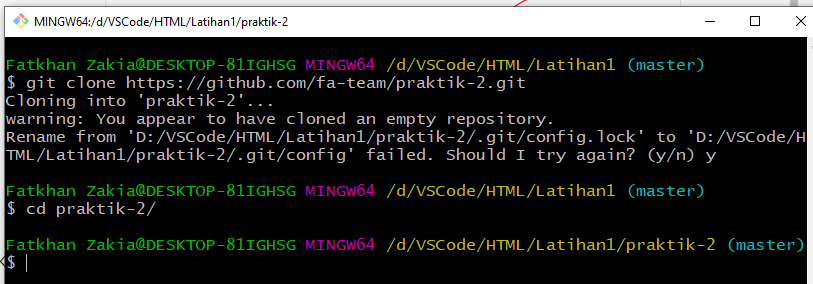 MINGW64:/d/VSCode/HTML/Latihan1/praktik-2
Fatkhan Zakia@DESKTOP-81IGHSG MINGW64 /d/VSCode/HTML/Latihan1 (master)
$ git clone https://github.com/fa-team/praktik-2.git
Cloning into 'praktik-2'...
warning: You appear to have cloned an empty repository.
Rename from 'D:/VSCode/HTML/Latihan1/praktik-2/.git/config.lock' to 'D:/VSCode/H
TML/Latihan1/praktik-2/.git/config' failed. Should I try again? (y/n) y
Fatkhan Zakia@DESKTOP-81IGHSG MINGW64 /d/VSCode/HTML/Latihan1 (master)
$ cd praktik-2/
Fatkhan Zakia@DESKTOP-81IGHSG MINGW64 /d/VSCode/HTML/Latihan1/praktik-2 (master)
$